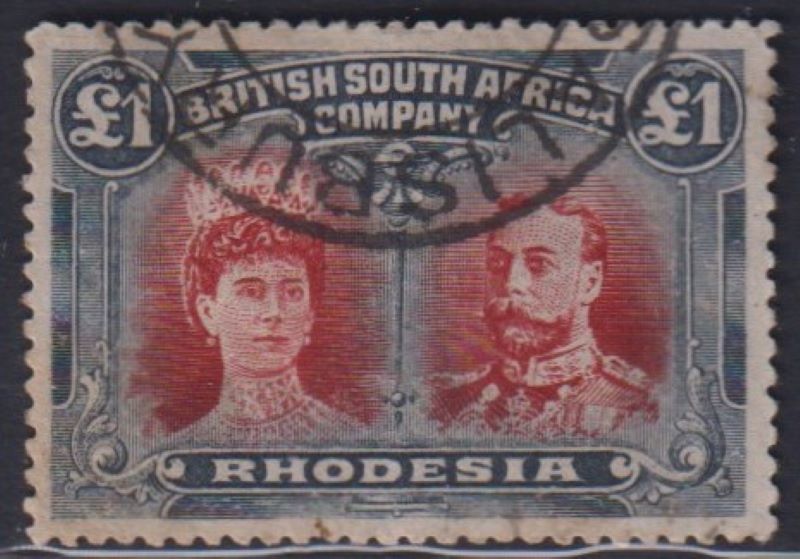 £1 BRITISH SOUTH AFRICA £1
COMPANY
RHODESIA